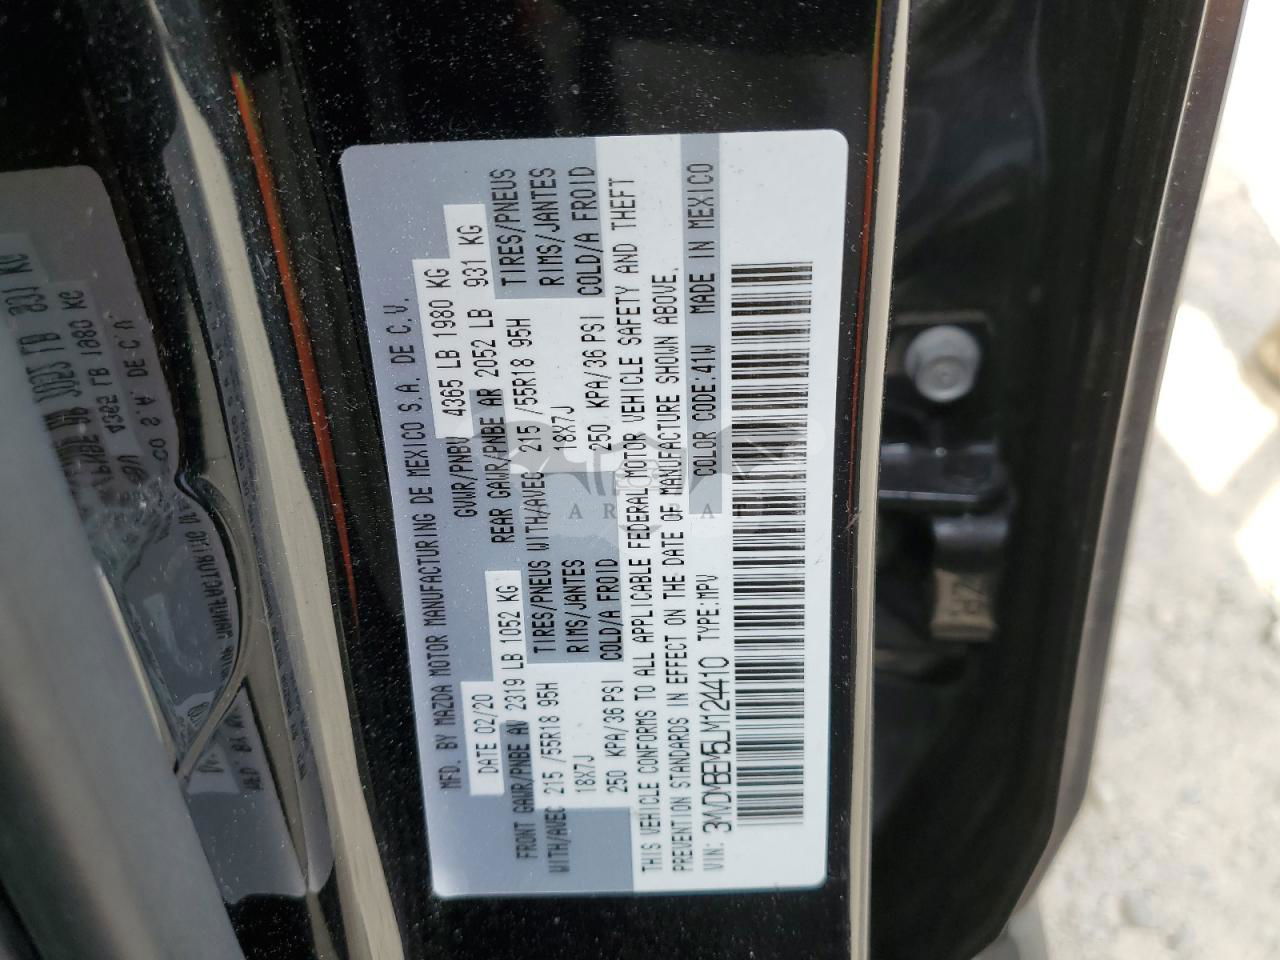 MFD. BY MAZDA MOTOR MANUFACTURING DE MEXICO S.A. DE C.V.
DATE 02/20 GVWR/PNBV 4365 LB 1980 KG
FRONT GAWR/PNBE AV 2319 LB 1052 KG REAR GAWR/PNBE AR 2052 LB 931 KG
WITH/AVEC 215 /55R18 95H TIRES/PNEUS WITH/AVEC 215 /55R18 95H TIRES/PNEUS
18X7J RIMS/JANTES 18X7J RIMS/JANTES
250 KPA/36 PSI COLD/A FROID 250 KPA/36 PSI COLD/A FROID
THIS VEHICLE CONFORMS TO ALL APPLICABLE FEDERAL MOTOR VEHICLE SAFETY AND THEFT
PREVENTION STANDARDS IN EFFECT ON THE DATE OF MANUFACTURE SHOWN ABOVE.
VIN: 3MVDMBEM5LM124410 TYPE:MPV COLOR CODE:41W MADE IN MEXICO